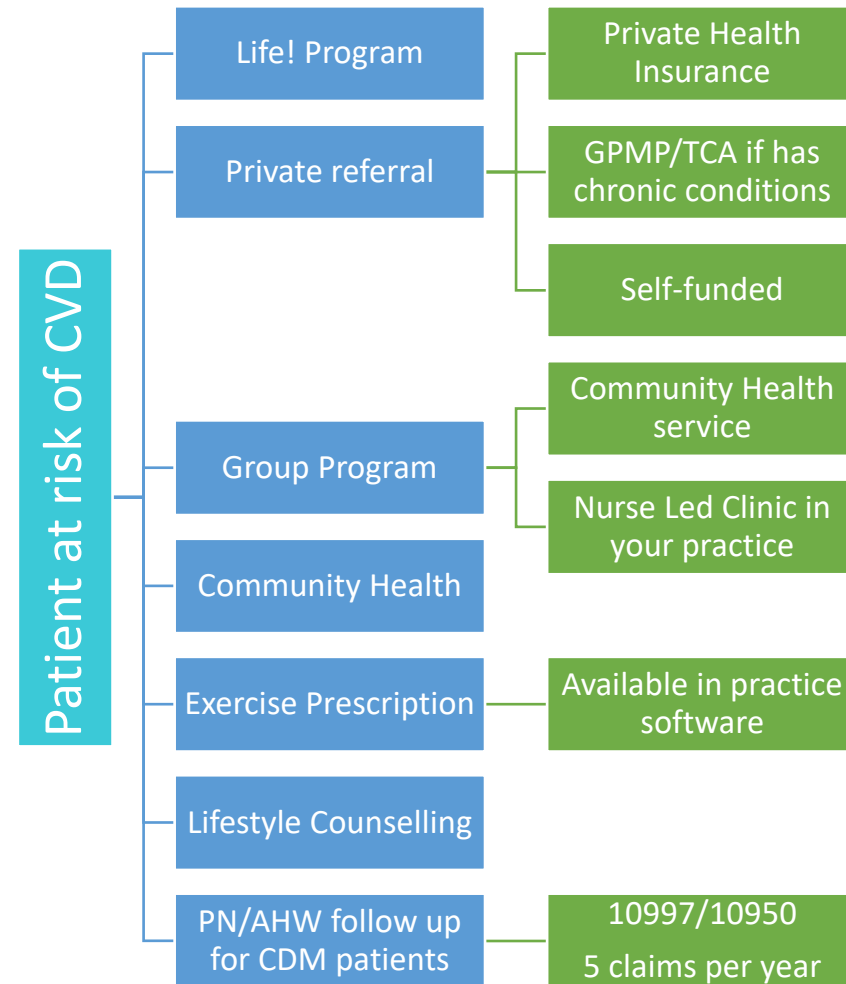 Patient at risk of CVD
Life! Program
Private referral
Private Health
Insurance
GPMP/TCA if has
chronic conditions
Self-funded
Group Program
Community Health
service
Nurse Led Clinic in
your practice
Community Health
Exercise Prescription
Available in practice
software
Lifestyle Counselling
PN/AHW follow up
for CDM patients
10997/10950
5 claims per year